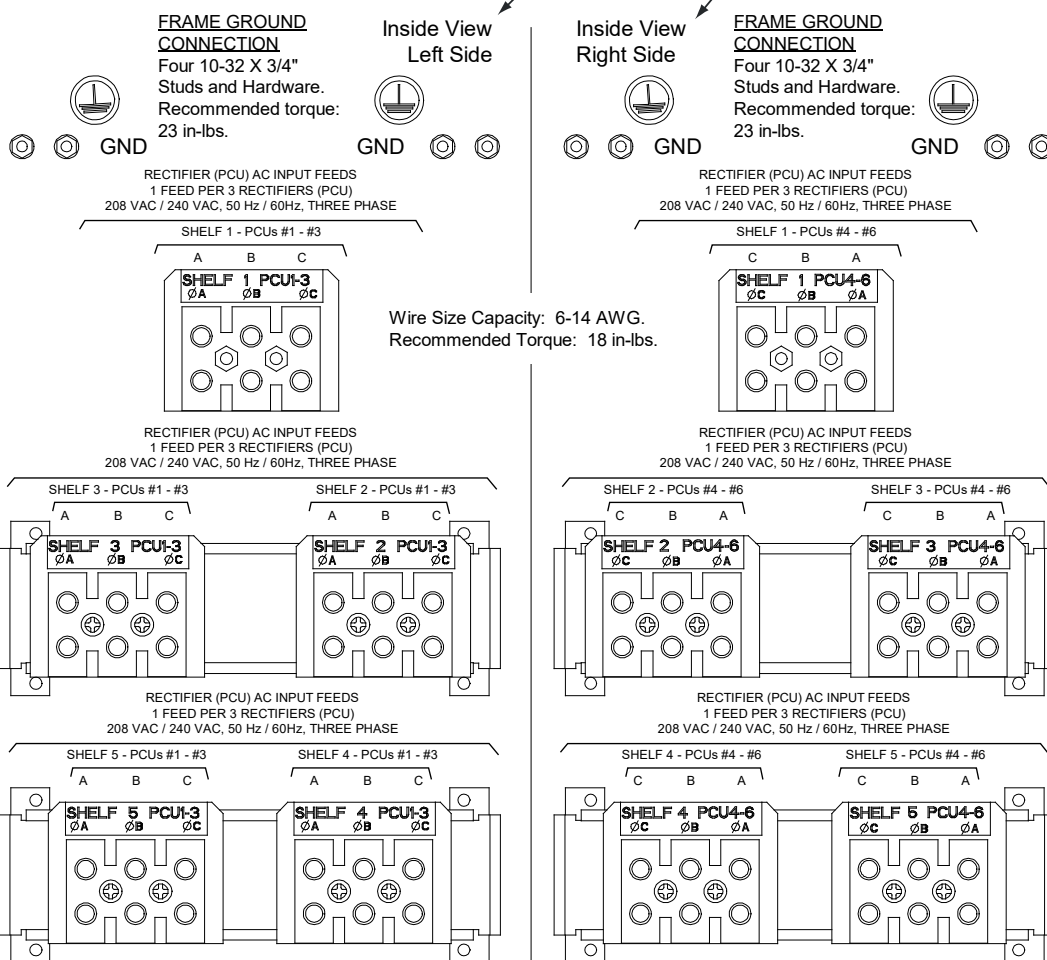 FRAME GROUND
CONNECTION
Four 10-32 X 3/4"
Studs and Hardware.
Recommended torque:
23 in-lbs.
Inside View
Left Side
GND
GND
RECTIFIER (PCU) AC INPUT FEEDS
1 FEED PER 3 RECTIFIERS (PCU)
208 VAC / 240 VAC, 50 Hz / 60Hz, THREE PHASE
SHELF 1 - PCUs #1 - #3
A B C
SHELF 1 PCU1-3
ØA ØB ØC
Inside View
Right Side
FRAME GROUND
CONNECTION
Four 10-32 X 3/4"
Studs and Hardware.
Recommended torque:
23 in-lbs.
GND
GND
RECTIFIER (PCU) AC INPUT FEEDS
1 FEED PER 3 RECTIFIERS (PCU)
208 VAC / 240 VAC, 50 Hz / 60Hz, THREE PHASE
SHELF 1 - PCUs #4 - #6
C B A
SHELF 1 PCU4-6
ØC ØB ØA
Wire Size Capacity: 6-14 AWG.
Recommended Torque: 18 in-lbs.
RECTIFIER (PCU) AC INPUT FEEDS
1 FEED PER 3 RECTIFIERS (PCU)
208 VAC / 240 VAC, 50 Hz / 60Hz, THREE PHASE
SHELF 3 - PCUs #1 - #3
A B C
SHELF 3 PCU1-3
ØA ØB ØC
SHELF 2 - PCUs #1 - #3
A B C
SHELF 2 PCU1-3
ØA ØB ØC
RECTIFIER (PCU) AC INPUT FEEDS
1 FEED PER 3 RECTIFIERS (PCU)
208 VAC / 240 VAC, 50 Hz / 60Hz, THREE PHASE
SHELF 2 - PCUs #4 - #6
C B A
SHELF 2 PCU4-6
ØC ØB ØA
SHELF 3 - PCUs #4 - #6
C B A
SHELF 3 PCU4-6
ØC ØB ØA
RECTIFIER (PCU) AC INPUT FEEDS
1 FEED PER 3 RECTIFIERS (PCU)
208 VAC / 240 VAC, 50 Hz / 60Hz, THREE PHASE
SHELF 5 - PCUs #1 - #3
A B C
SHELF 5 PCU1-3
ØA ØB ØC
SHELF 4 - PCUs #1 - #3
A B C
SHELF 4 PCU1-3
ØA ØB ØC
RECTIFIER (PCU) AC INPUT FEEDS
1 FEED PER 3 RECTIFIERS (PCU)
208 VAC / 240 VAC, 50 Hz / 60Hz, THREE PHASE
SHELF 4 - PCUs #4 - #6
C B A
SHELF 4 PCU4-6
ØC ØB ØA
SHELF 5 - PCUs #4 - #6
C B A
SHELF 5 PCU4-6
ØC ØB ØA